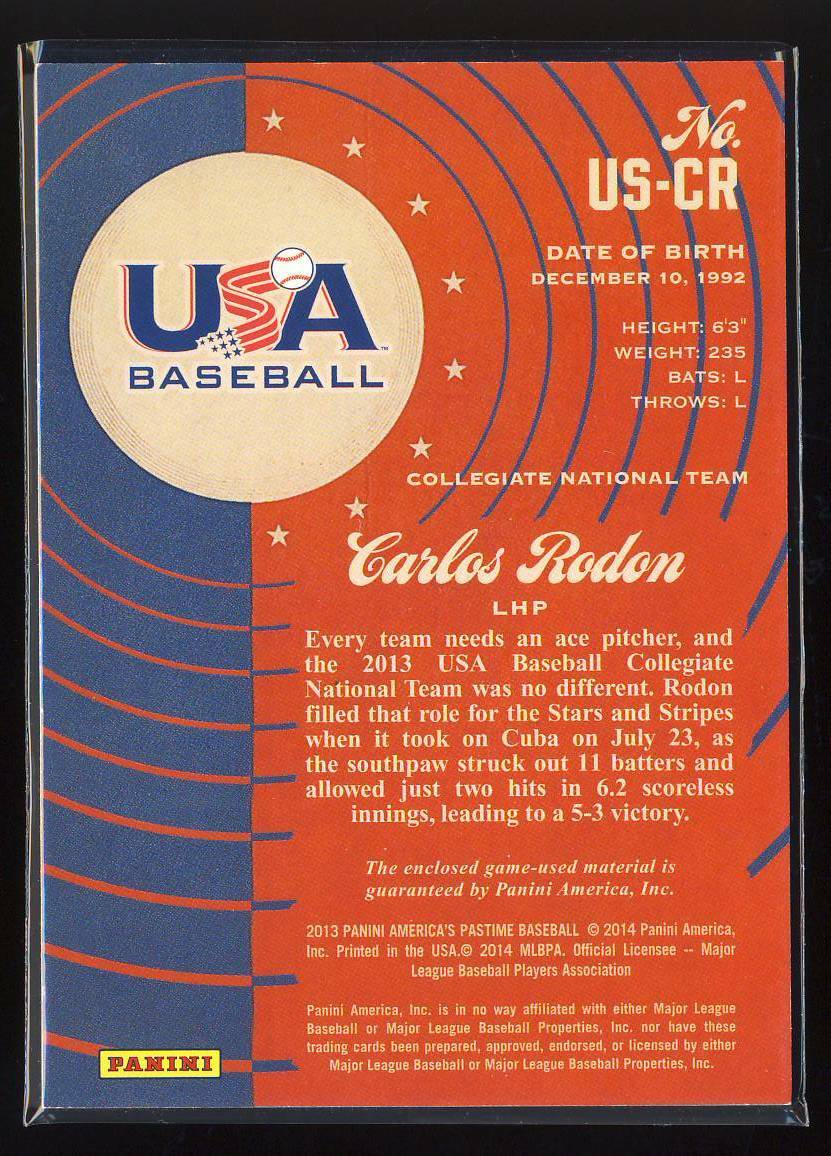 No.
US-CR
DATE OF BIRTH
DECEMBER 10, 1992
HEIGHT: 6'3"
WEIGHT: 235
BATS: L
THROWS: L
USA
™
BASEBALL
COLLEGIATE NATIONAL TEAM
Carlos Rodon
LHP
Every team needs an ace pitcher, and
the 2013 USA Baseball Collegiate
National Team was no different. Rodon
filled that role for the Stars and Stripes
when it took on Cuba on July 23, as
the southpaw struck out 11 batters and
allowed just two hits in 6.2 scoreless
innings, leading to a 5-3 victory.
The enclosed game-used material is
guaranteed by Panini America, Inc.
2013 PANINI AMERICA'S PASTIME BASEBALL © 2014 Panini America,
Inc. Printed in the USA.© 2014 MLBPA. Official Licensee -- Major
League Baseball Players Association
Panini America, Inc. is in no way affiliated with either Major League
Baseball or Major League Baseball Properties, Inc. nor have these
trading cards been prepared, approved, endorsed, or licensed by either
Major League Baseball or Major League Baseball Properties, Inc.
PANINI